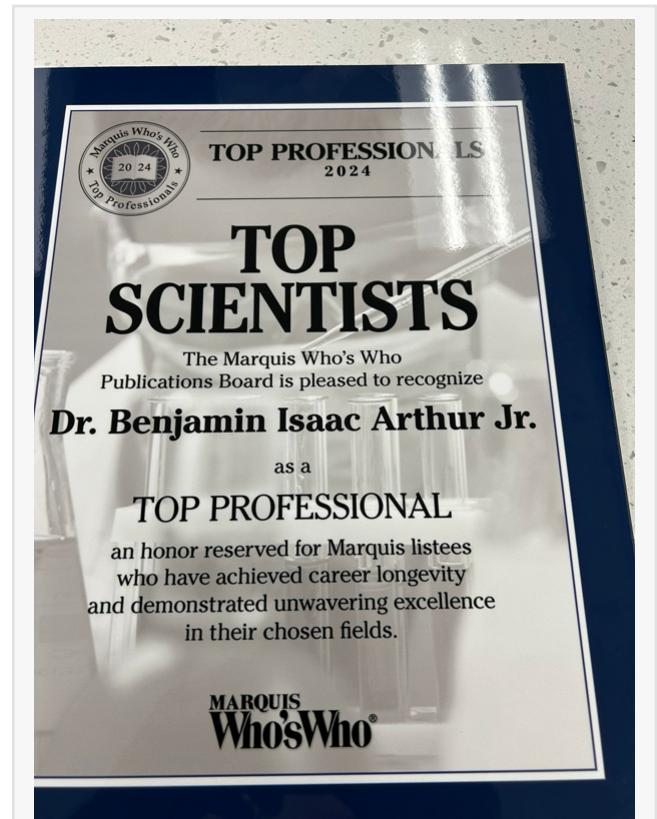 Marquis Who's Who
20 24
Top Professionals
TOP PROFESSIONALS
2024
TOP
SCIENTISTS
The Marquis Who's Who
Publications Board is pleased to recognize
Dr. Benjamin Isaac Arthur Jr.
as a
TOP PROFESSIONAL
an honor reserved for Marquis listees
who have achieved career longevity
and demonstrated unwavering excellence
in their chosen fields.
MARQUIS
Who'sWho®